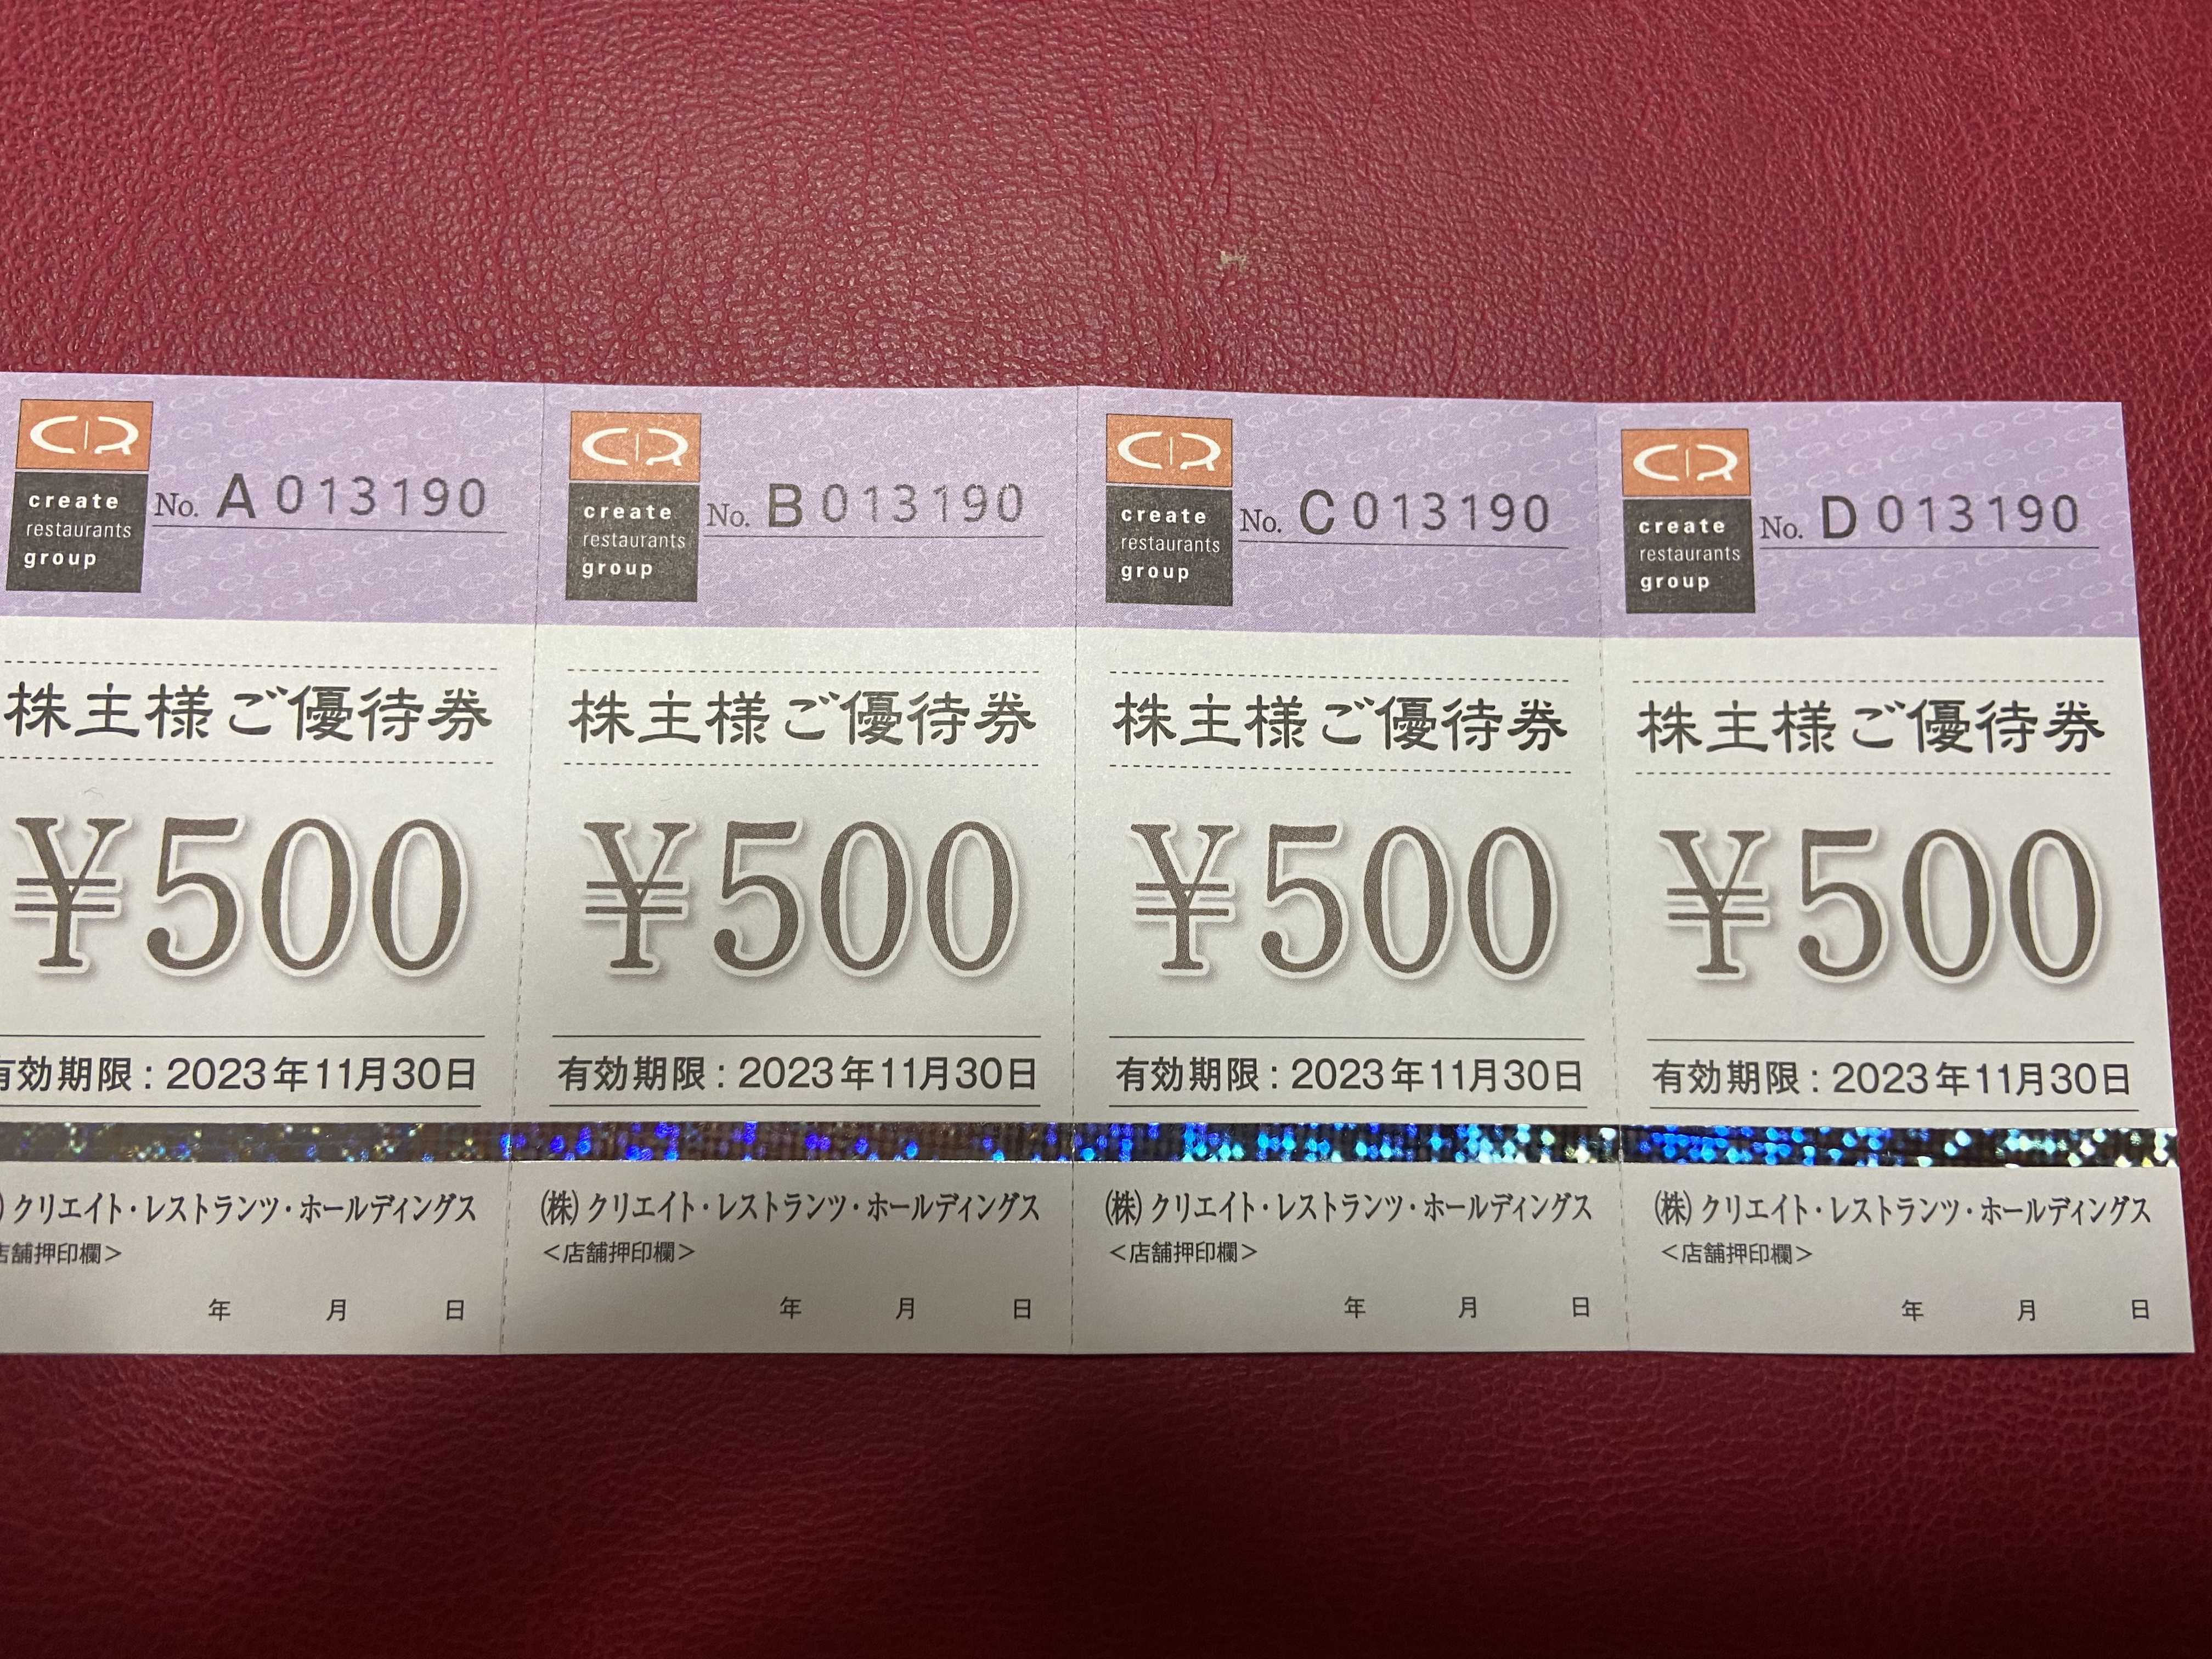 create
restaurants
group
No. A 013190
株主様ご優待券
¥500
有効期限：2023年11月30日
クリエイト・レストランツ・ホールディングス
店舗押印欄＞
年 月 日
create
restaurants
group
No. B 013190
株主様ご優待券
¥500
有効期限：2023年11月30日
㈱クリエイト・レストランツ・ホールディングス
＜店舗押印欄＞
年 月 日
create
restaurants
group
No. C 013190
株主様ご優待券
¥500
有効期限：2023年11月30日
㈱クリエイト・レストランツ・ホールディングス
＜店舗押印欄＞
年 月 日
create
restaurants
group
No. D 013190
株主様ご優待券
¥500
有効期限：2023年11月30日
㈱クリエイト・レストランツ・ホールディングス
＜店舗押印欄＞
年 月 日